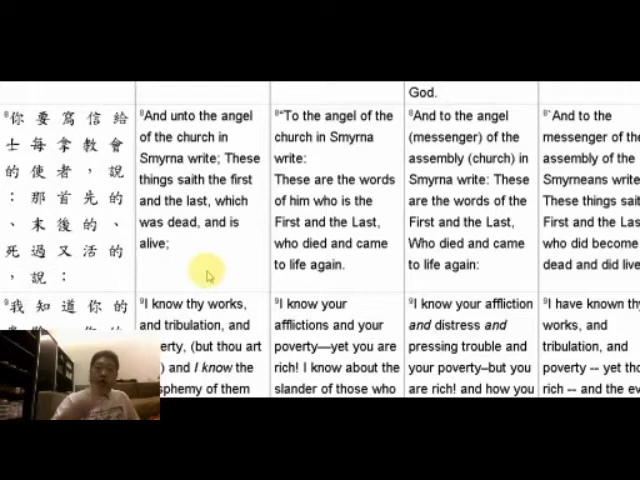 God.
8你要寫信給
士每拿教會
的使者，說
：那首先的
、末後的、
死過又活的
，說：
8And unto the angel
of the church in
Smyrna write; These
things saith the first
and the last, which
was dead, and is
alive;
8"To the angel of the
church in Smyrna
write:
These are the words
of him who is the
First and the Last,
who died and came
to life again.
8And to the angel
(messenger) of the
assembly (church) in
Smyrna write: These
are the words of the
First and the Last,
Who died and came
to life again:
8`And to the
messenger of the
assembly of the
Smyrneans write
These things sait
First and the Last
who did become
dead and did live
9我知道你的
9I know thy works,
and tribulation, and
verty, (but thou art
) and I know the
sphemy of them
9I know your
afflictions and your
poverty—yet you are
rich! I know about the
slander of those who
9I know your affliction
and distress and
pressing trouble and
your poverty–but you
are rich! and how you
9I have known thy
works, and
tribulation, and
poverty -- yet tho
rich -- and the ev